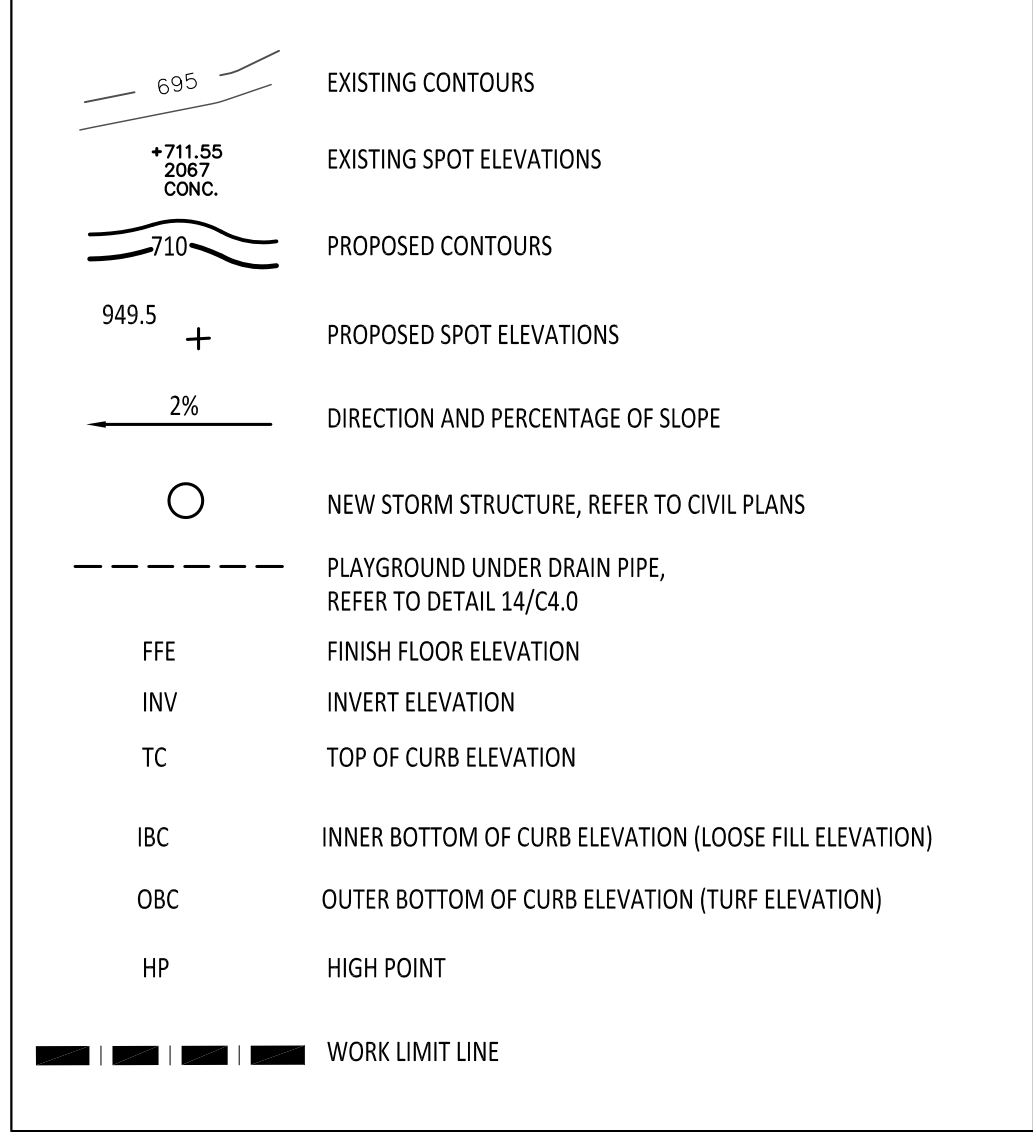 695 EXISTING CONTOURS
+711.55
2067
CONC.
EXISTING SPOT ELEVATIONS
710 PROPOSED CONTOURS
949.5
+ PROPOSED SPOT ELEVATIONS
2%
DIRECTION AND PERCENTAGE OF SLOPE
NEW STORM STRUCTURE, REFER TO CIVIL PLANS
PLAYGROUND UNDER DRAIN PIPE,
REFER TO DETAIL 14/C4.0
FFE FINISH FLOOR ELEVATION
INV INVERT ELEVATION
TC TOP OF CURB ELEVATION
IBC INNER BOTTOM OF CURB ELEVATION (LOOSE FILL ELEVATION)
OBC OUTER BOTTOM OF CURB ELEVATION (TURF ELEVATION)
HP HIGH POINT
WORK LIMIT LINE